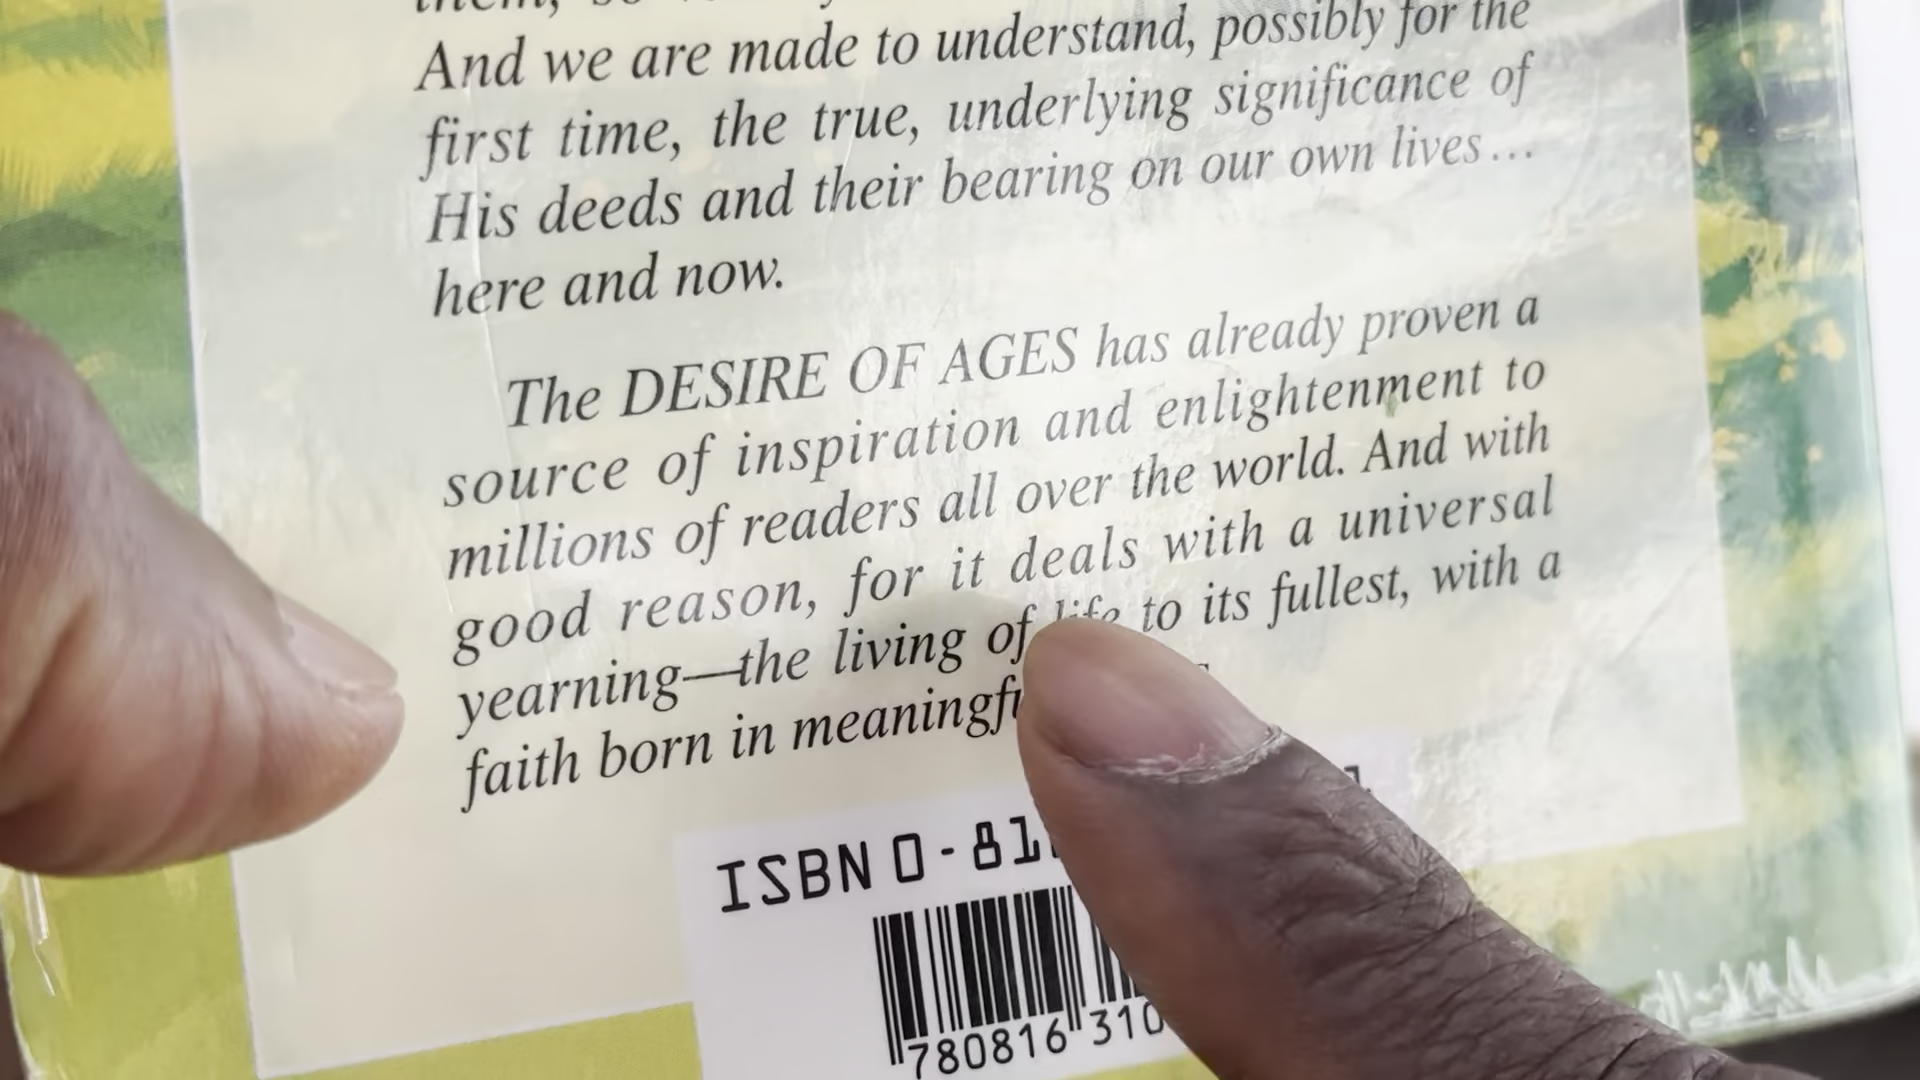 And we are made to understand, possibly for the
first time, the true, underlying significance of
His deeds and their bearing on our own lives...
here and now.
The DESIRE OF AGES has already proven a
source of inspiration and enlightenment to
millions of readers all over the world. And with
good reason, for it deals with a universal
yearning—the living of life to its fullest, with a
faith born in
ISBN 0-81
780816 310